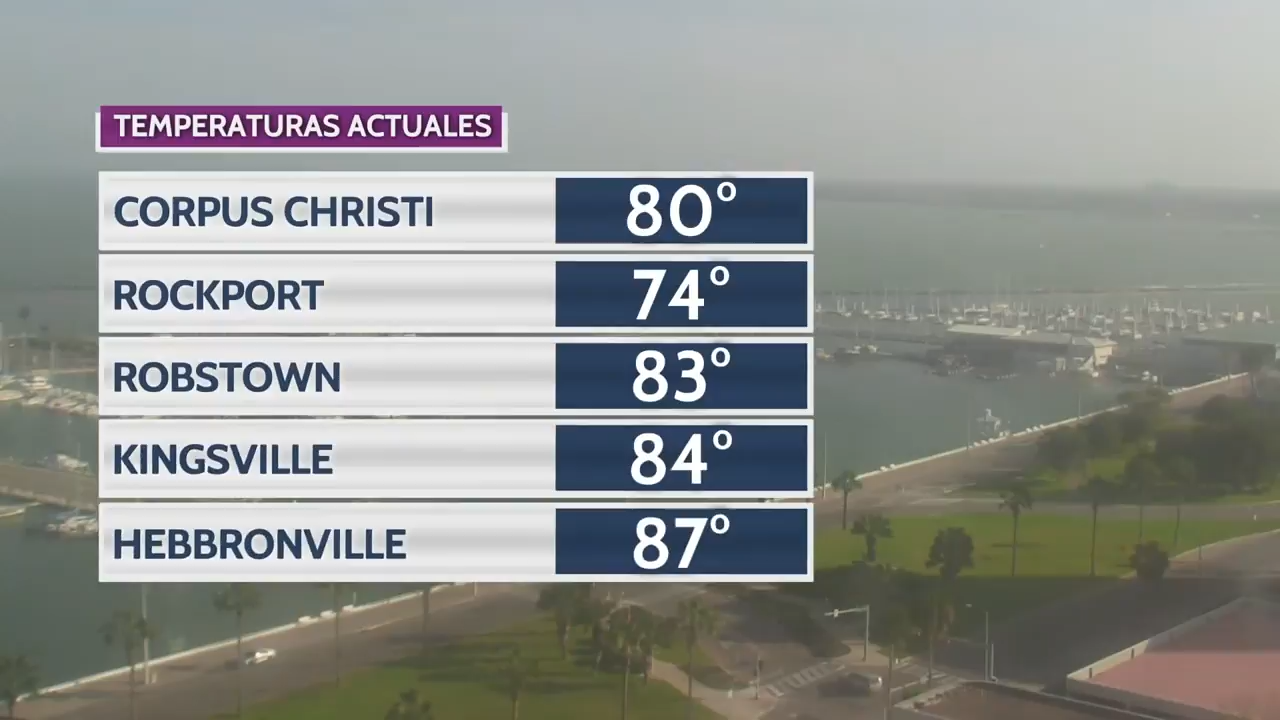 TEMPERATURAS ACTUALES
CORPUS CHRISTI 80°
ROCKPORT 74°
ROBSTOWN 83°
KINGSVILLE 84°
HEBBRONVILLE 87°